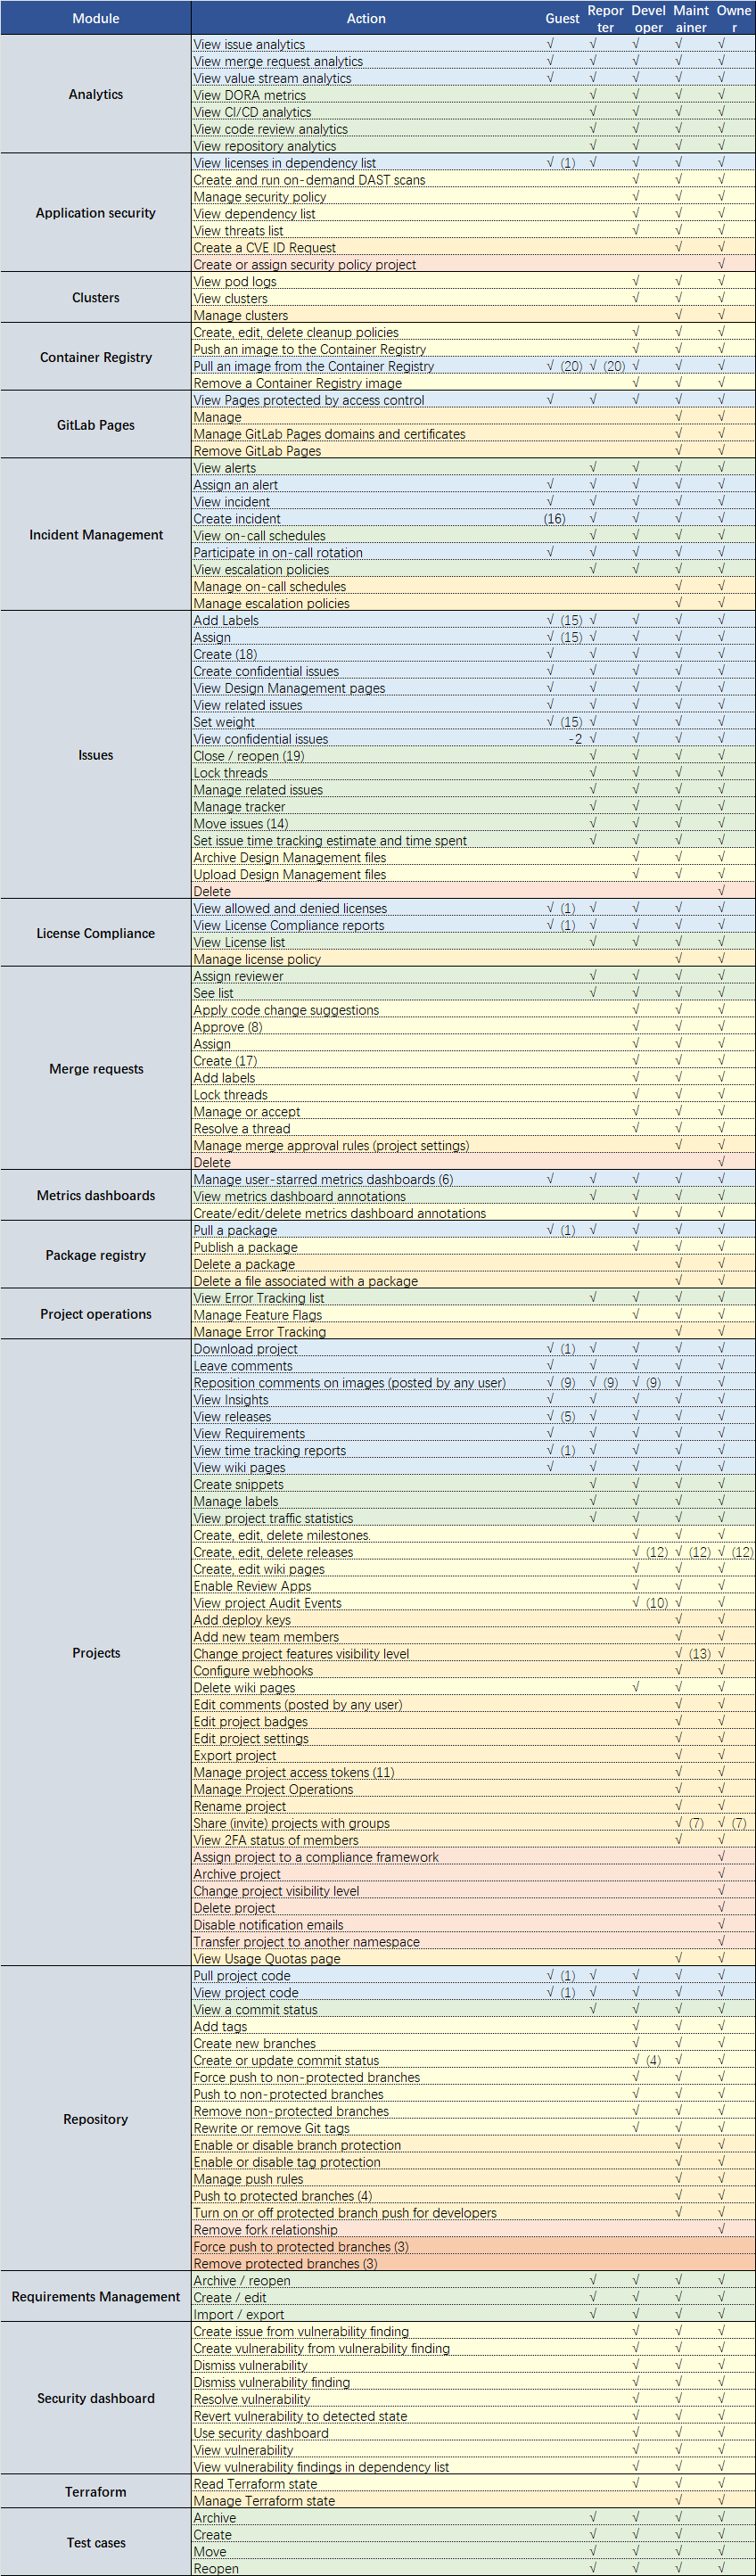 Module Action Guest Repor ter Devel oper Maint ainer Owne r
Analytics
View issue analytics √ √ √ √ √
View merge request analytics √ √ √ √ √
View value stream analytics √ √ √ √ √
View DORA metrics √ √ √ √
View CI/CD analytics √ √ √ √
View code review analytics √ √ √ √
View repository analytics √ √ √ √
Application security
View licenses in dependency list √ (1) √ √ √ √
Create and run on-demand DAST scans √ √ √
Manage security policy √ √ √
View dependency list √ √ √
View threats list √ √ √
Create a CVE ID Request √ √
Create or assign security policy project √
Clusters
View pod logs √ √ √
View clusters √ √ √
Manage clusters √ √
Container Registry
Create, edit, delete cleanup policies √ √ √
Push an image to the Container Registry √ √ √
Pull an image from the Container Registry √ (20) √ (20) √ √ √
Remove a Container Registry image √ √ √
GitLab Pages
View Pages protected by access control √ √ √ √ √
Manage √ √
Manage GitLab Pages domains and certificates √ √
Remove GitLab Pages √ √
Incident Management
View alerts √ √ √ √
Assign an alert √ √ √ √ √
View incident √ √ √ √ √
Create incident (16) √ √ √ √
View on-call schedules √ √ √ √
Participate in on-call rotation √ √ √ √ √
View escalation policies √ √ √ √
Manage on-call schedules √ √
Manage escalation policies √ √
Issues
Add Labels √ (15) √ √ √ √
Assign √ (15) √ √ √ √
Create (18) √ √ √ √ √
Create confidential issues √ √ √ √ √
View Design Management pages √ √ √ √ √
View related issues √ √ √ √ √
Set weight √ (15) √ √ √ √
View confidential issues -2 √ √ √ √
Close / reopen (19) √ √ √ √
Lock threads √ √ √ √
Manage related issues √ √ √ √
Manage tracker √ √ √ √
Move issues (14) √ √ √ √
Set issue time tracking estimate and time spent √ √ √ √
Archive Design Management files √ √ √
Upload Design Management files √ √ √
Delete √
License Compliance
View allowed and denied licenses √ (1) √ √ √ √
View License Compliance reports √ (1) √ √ √ √
View License list √ √ √ √
Manage license policy √ √
Merge requests
Assign reviewer √ √ √ √
See list √ √ √ √
Apply code change suggestions √ √ √
Approve (8) √ √ √
Assign √ √ √
Create (17) √ √ √
Add labels √ √ √
Lock threads √ √ √
Manage or accept √ √ √
Resolve a thread √ √ √
Manage merge approval rules (project settings) √ √
Delete √
Metrics dashboards
Manage user-starred metrics dashboards (6) √ √ √ √ √
View metrics dashboard annotations √ √ √ √
Create/edit/delete metrics dashboard annotations √ √ √
Package registry
Pull a package √ (1) √ √ √ √
Publish a package √ √ √
Delete a package √ √
Delete a file associated with a package √ √
Project operations
View Error Tracking list √ √ √ √
Manage Feature Flags √ √ √
Manage Error Tracking √ √
Projects
Download project √ (1) √ √ √ √
Leave comments √ √ √ √ √
Reposition comments on images (posted by any user) √ (9) √ (9) √ (9) √ √
View Insights √ √ √ √ √
View releases √ (5) √ √ √ √
View Requirements √ √ √ √ √
View time tracking reports √ (1) √ √ √ √
View wiki pages √ √ √ √ √
Create snippets √ √ √ √
Manage labels √ √ √ √
View project traffic statistics √ √ √ √
Create, edit, delete milestones. √ √ √
Create, edit, delete releases √ (12) √ (12) √ (12)
Create, edit wiki pages √ √ √
Enable Review Apps √ √ √
View project Audit Events √ (10) √ √
Add deploy keys √ √
Add new team members √ √
Change project features visibility level √ (13) √
Configure webhooks √ √
Delete wiki pages √ √ √
Edit comments (posted by any user) √ √
Edit project badges √ √
Edit project settings √ √
Export project √ √
Manage project access tokens (11) √ √
Manage Project Operations √ √
Rename project √ √
Share (invite) projects with groups √ (7) √ (7)
View 2FA status of members √ √
Assign project to a compliance framework √
Archive project √
Change project visibility level √
Delete project √
Disable notification emails √
Transfer project to another namespace √
View Usage Quotas page √ √
Repository
Pull project code √ (1) √ √ √ √
View project code √ (1) √ √ √ √
View a commit status √ √ √ √
Add tags √ √ √
Create new branches √ √ √
Create or update commit status √ (4) √ √
Force push to non-protected branches √ √ √
Push to non-protected branches √ √ √
Remove non-protected branches √ √ √
Rewrite or remove Git tags √ √ √
Enable or disable branch protection √ √
Enable or disable tag protection √ √
Manage push rules √ √
Push to protected branches (4) √ √
Turn on or off protected branch push for developers √ √
Remove fork relationship √
Force push to protected branches (3)
Remove protected branches (3)
Requirements Management
Archive / reopen √ √ √ √
Create / edit √ √ √ √
Import / export √ √ √ √
Security dashboard
Create issue from vulnerability finding √ √ √
Create vulnerability from vulnerability finding √ √ √
Dismiss vulnerability √ √ √
Dismiss vulnerability finding √ √ √
Resolve vulnerability √ √ √
Revert vulnerability to detected state √ √ √
Use security dashboard √ √ √
View vulnerability √ √ √
View vulnerability findings in dependency list √ √ √
Terraform
Read Terraform state √ √ √
Manage Terraform state √ √
Test cases
Archive √ √ √ √
Create √ √ √ √
Move √ √ √ √
Reopen √ √ √ √